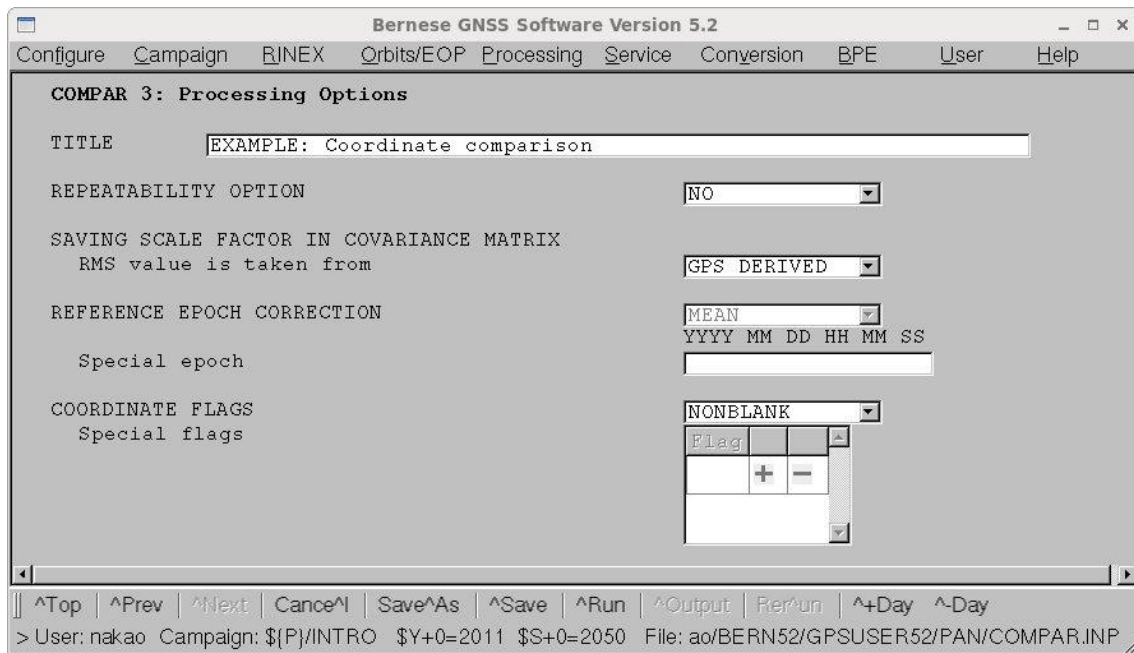 Bernese GNSS Software Version 5.2
Configure Campaign RINEX Orbits/EOP Processing Service Conversion BPE User Help
COMPAR 3: Processing Options
TITLE EXAMPLE: Coordinate comparison
REPEATABILITY OPTION NO
SAVING SCALE FACTOR IN COVARIANCE MATRIX
RMS value is taken from GPS DERIVED
REFERENCE EPOCH CORRECTION MEAN
YYYY MM DD HH MM SS
Special epoch
COORDINATE FLAGS NONBLANK
Special flags
Flag
+ −
^Top | ^Prev | ^Next | Cance^l | Save^As | ^Save | ^Run | ^Output | Rer^un | ^+Day ^-Day
> User: nakao Campaign: ${P}/INTRO $Y+0=2011 $S+0=2050 File: ao/BERN52/GPSUSER52/PAN/COMPAR.INP